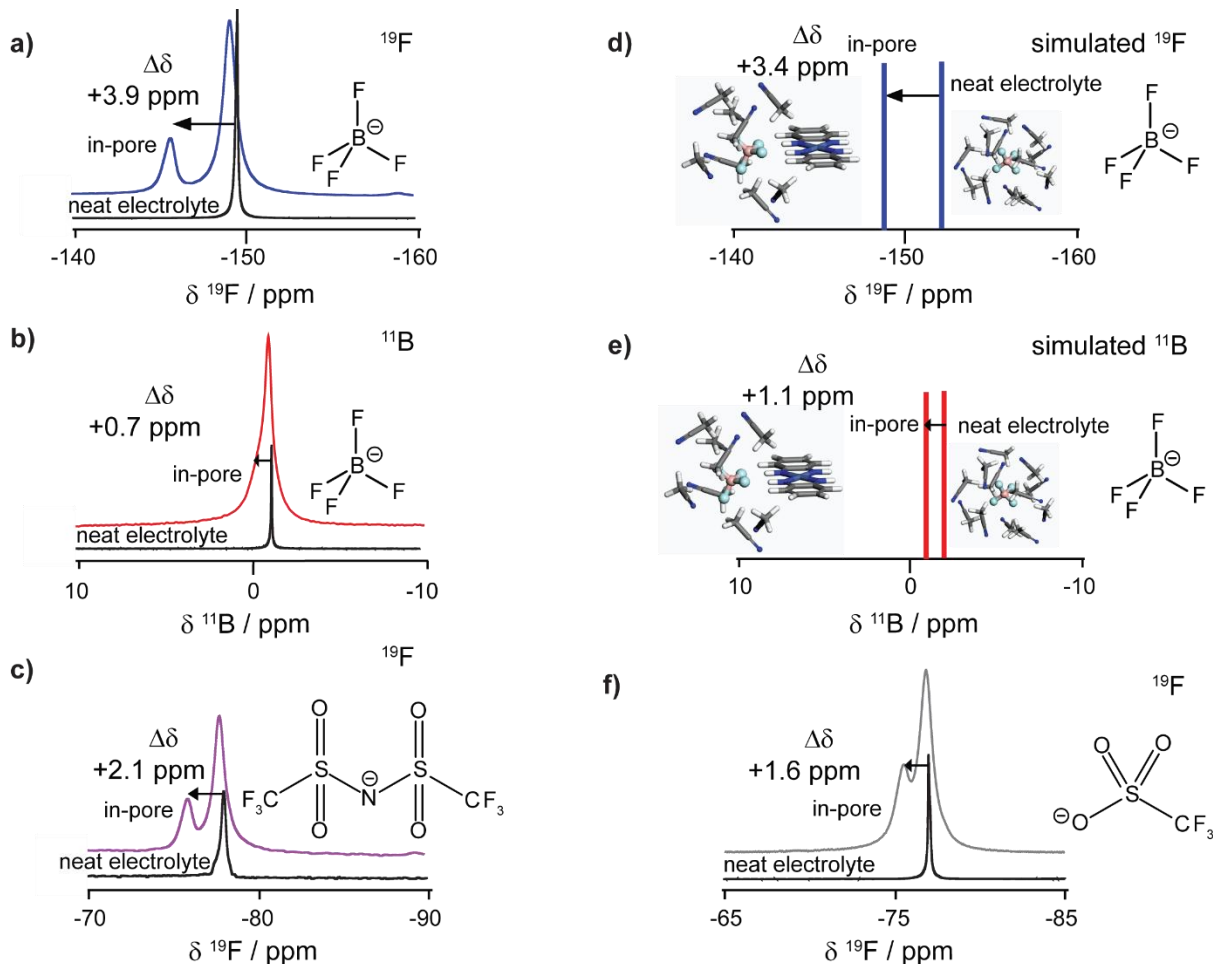 a)
¹⁹F
Δδ
+3.9 ppm
in-pore
F
B
⊖
F
F
F
neat electrolyte
-140
-150
-160
δ ¹⁹F / ppm
b)
¹¹B
Δδ
+0.7 ppm
in-pore
F
B
⊖
F
F
F
neat electrolyte
10
0
-10
δ ¹¹B / ppm
c)
¹⁹F
Δδ
+2.1 ppm
in-pore
O
O
S
⊖
S
F₃C
N
CF₃
O
O
neat electrolyte
-70
-80
-90
δ ¹⁹F / ppm
d)
Δδ
in-pore
simulated ¹⁹F
+3.4 ppm
neat electrolyte
F
B
⊖
F
F
F
-140
-150
-160
δ ¹⁹F / ppm
e)
simulated ¹¹B
Δδ
+1.1 ppm
in-pore
neat electrolyte
F
B
⊖
F
F
F
10
0
-10
δ ¹¹B / ppm
f)
¹⁹F
Δδ
+1.6 ppm
in-pore
O
O
S
⊖O
CF₃
neat electrolyte
-65
-75
-85
δ ¹⁹F / ppm